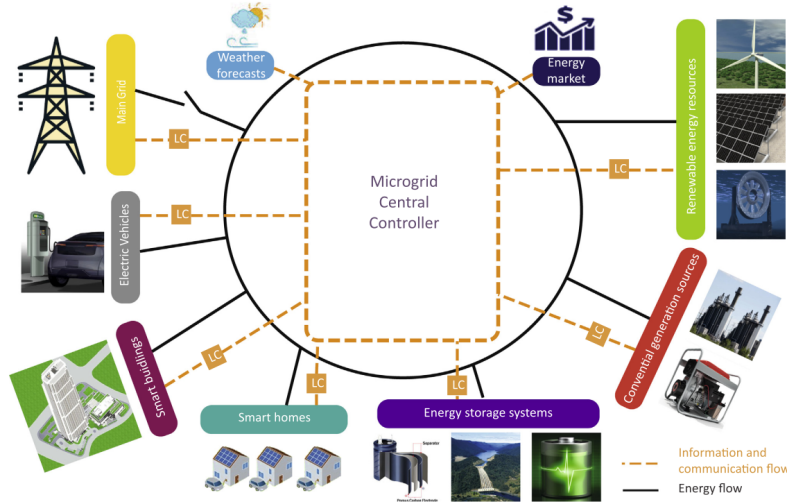 Weather
forecasts
$
Energy
market
Main Grid
LC
Renewable energy resources
LC
Microgrid
Central
Controller
Electric Vehicles
LC
Convential generation sources
LC
Smart buildings
LC
LC
LC
Smart homes
Energy storage systems
Separator
Information and
communication flow
Energy flow